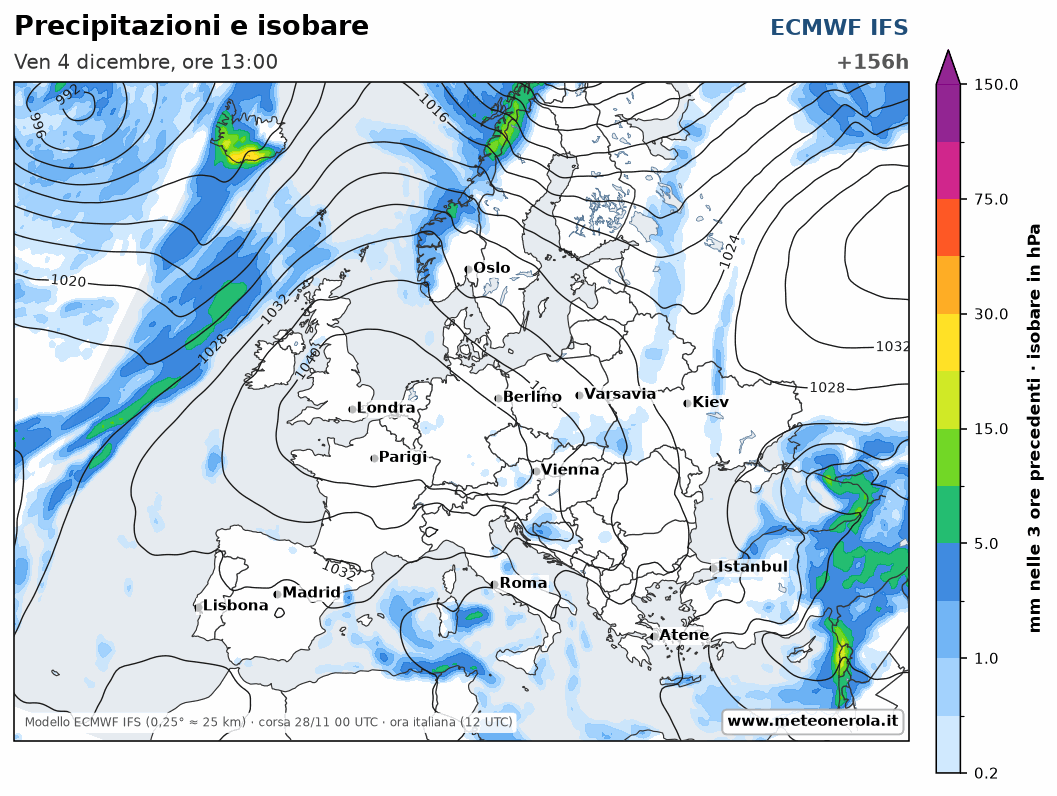 Precipitazioni e isobare
ECMWF IFS
Ven 4 dicembre, ore 13:00
+156h
992
996
1016
1020
1024
1032
1028
1040
1032
1028
1032
Oslo
Londra
Berlino
Varsavia
Kiev
Parigi
Vienna
Roma
Madrid
Lisbona
Istanbul
Atene
Modello ECMWF IFS (0,25° ≈ 25 km) · corsa 28/11 00 UTC · ora italiana (12 UTC)
www.meteonerola.it
150.0
75.0
30.0
15.0
5.0
1.0
0.2
mm nelle 3 ore precedenti · isobare in hPa